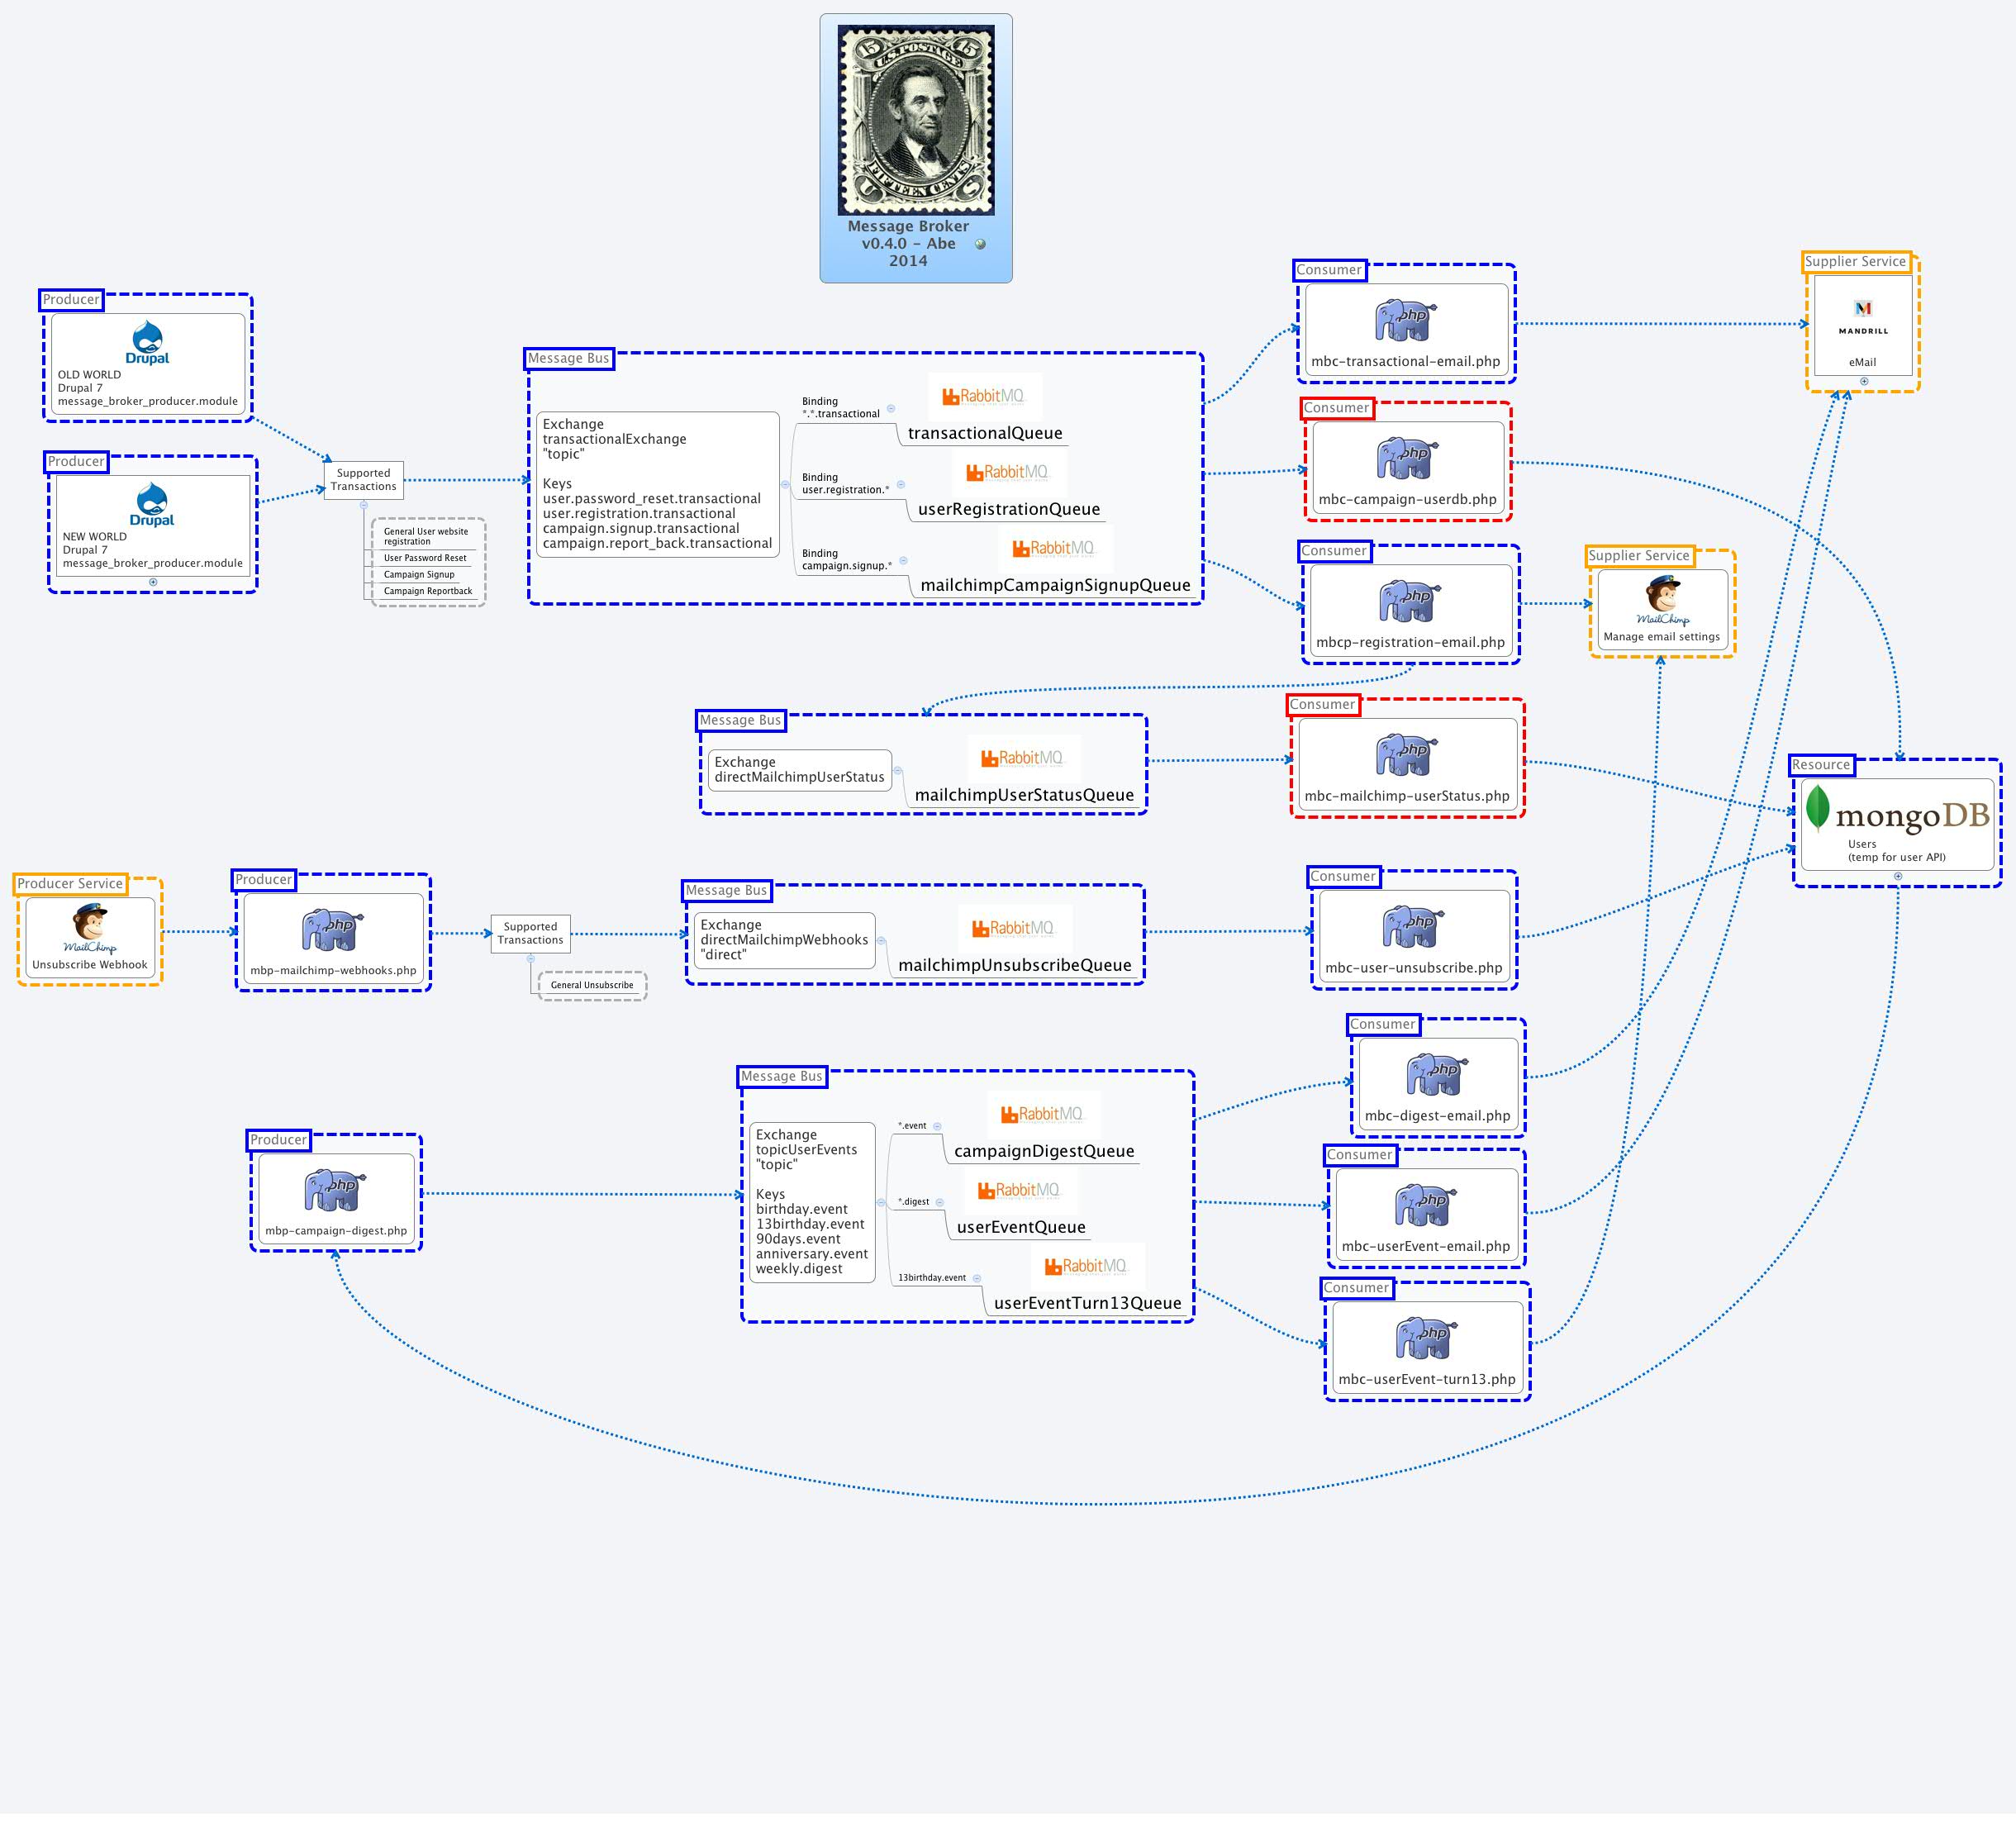 15 U.S. POSTAGE 15
U FIFTEEN CENTS S
Message Broker
v0.4.0 - Abe
2014
Producer
Drupal
OLD WORLD
Drupal 7
message_broker_producer.module
Producer
Drupal
NEW WORLD
Drupal 7
message_broker_producer.module
Supported
Transactions
General User website
registration
User Password Reset
Campaign Signup
Campaign Reportback
Message Bus
Exchange
transactionalExchange
"topic"
Keys
user.password_reset.transactional
user.registration.transactional
campaign.signup.transactional
campaign.report_back.transactional
Binding
*.*.transactional
RabbitMQ
transactionalQueue
Binding
user.registration.*
RabbitMQ
userRegistrationQueue
Binding
campaign.signup.*
RabbitMQ
mailchimpCampaignSignupQueue
Consumer
php
mbc-transactional-email.php
Supplier Service
MANDRILL
eMail
Consumer
php
mbc-campaign-userdb.php
Consumer
php
mbcp-registration-email.php
Supplier Service
MailChimp
Manage email settings
Message Bus
Exchange
directMailchimpUserStatus
RabbitMQ
mailchimpUserStatusQueue
Consumer
php
mbc-mailchimp-userStatus.php
Resource
mongoDB
Users
(temp for user API)
Producer Service
MailChimp
Unsubscribe Webhook
Producer
php
mbp-mailchimp-webhooks.php
Supported
Transactions
General Unsubscribe
Message Bus
Exchange
directMailchimpWebhooks
"direct"
RabbitMQ
mailchimpUnsubscribeQueue
Consumer
php
mbc-user-unsubscribe.php
Producer
php
mbp-campaign-digest.php
Message Bus
Exchange
topicUserEvents
"topic"
Keys
birthday.event
13birthday.event
90days.event
anniversary.event
weekly.digest
*.event
RabbitMQ
campaignDigestQueue
*.digest
RabbitMQ
userEventQueue
13birthday.event
RabbitMQ
userEventTurn13Queue
Consumer
php
mbc-digest-email.php
Consumer
php
mbc-userEvent-email.php
Consumer
php
mbc-userEvent-turn13.php